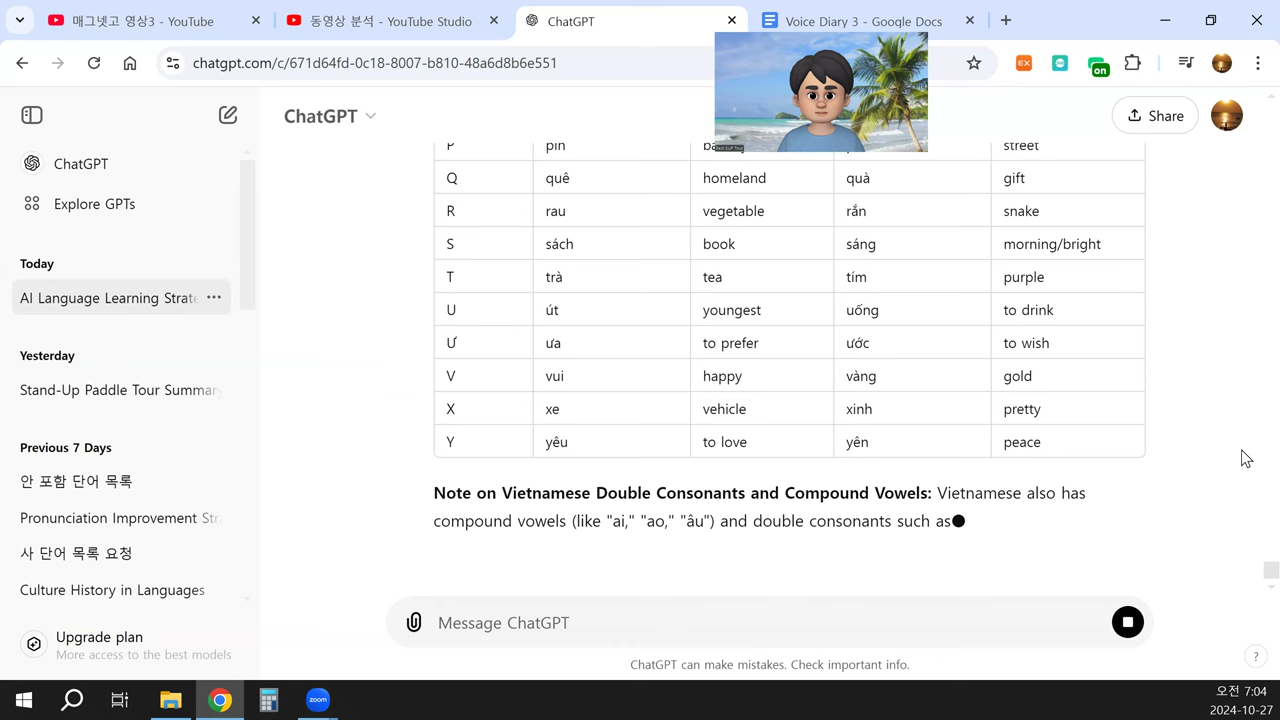 매그넷고 영상3 - YouTube
동영상 분석 - YouTube Studio
ChatGPT
Voice Diary 3 - Google Docs
chatgpt.com/c/671d64fd-0c18-8007-b810-48a6d8b6e551
EX
on
ChatGPT
Share
ChatGPT
Explore GPTs
Today
AI Language Learning Strate
Yesterday
Stand-Up Paddle Tour Summary
Previous 7 Days
안 포함 단어 목록
Pronunciation Improvement Str
사 단어 목록 요청
Culture History in Languages
Upgrade plan
More access to the best models
P pin street
Q quê homeland quà gift
R rau vegetable rắn snake
S sách book sáng morning/bright
T trà tea tím purple
U út youngest uống to drink
Ư ưa to prefer ước to wish
V vui happy vàng gold
X xe vehicle xinh pretty
Y yêu to love yên peace
Note on Vietnamese Double Consonants and Compound Vowels: Vietnamese also has
compound vowels (like "ai," "ao," "âu") and double consonants such as
Message ChatGPT
ChatGPT can make mistakes. Check important info.
?
zoom
오전 7:04
2024-10-27